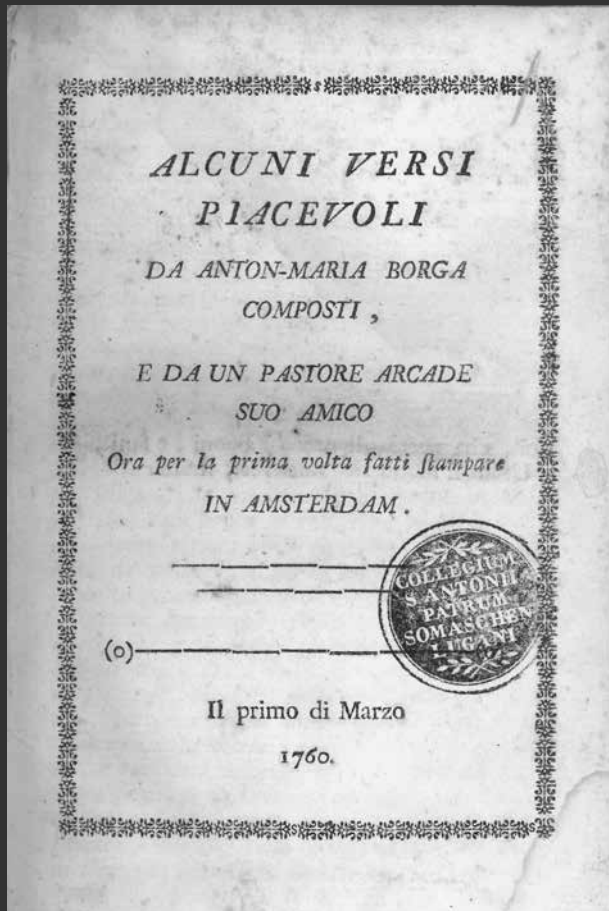 ALCUNI VERSI
PIACEVOLI
DA ANTON-MARIA BORGA
COMPOSTI ,
E DA UN PASTORE ARCADE
SUO AMICO
Ora per la prima volta fatti ſtampare
IN AMSTERDAM .
COLLEGIUM
S. ANTONII
PATRUM
SOMASCHEN
LUGANI
(o)
Il primo di Marzo
1760.